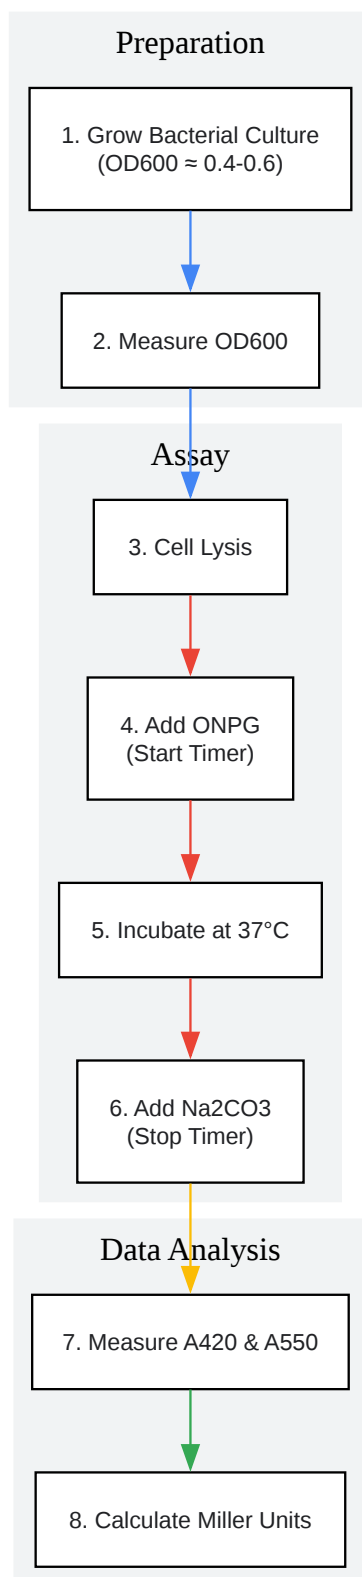 Preparation
1. Grow Bacterial Culture
(OD600 ≈ 0.4-0.6)
2. Measure OD600
Assay
3. Cell Lysis
4. Add ONPG
(Start Timer)
5. Incubate at 37°C
6. Add Na2CO3
(Stop Timer)
Data Analysis
7. Measure A420 & A550
8. Calculate Miller Units